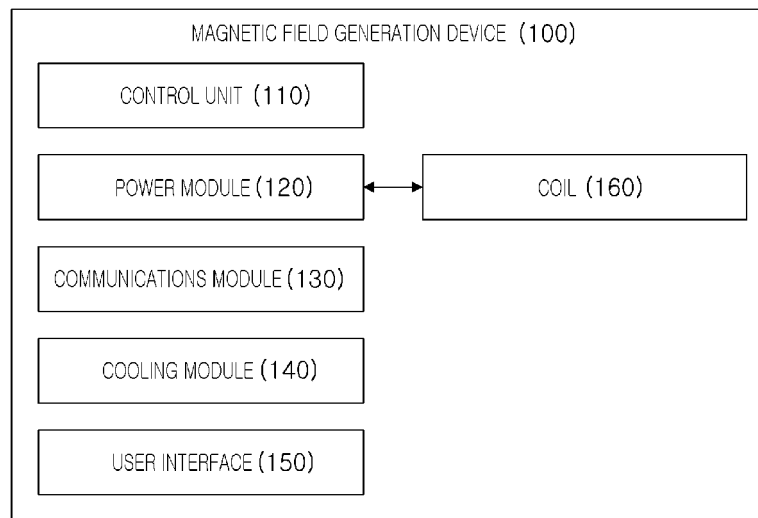 MAGNETIC FIELD GENERATION DEVICE (100)
CONTROL UNIT (110)
POWER MODULE (120)
COIL (160)
COMMUNICATIONS MODULE (130)
COOLING MODULE (140)
USER INTERFACE (150)